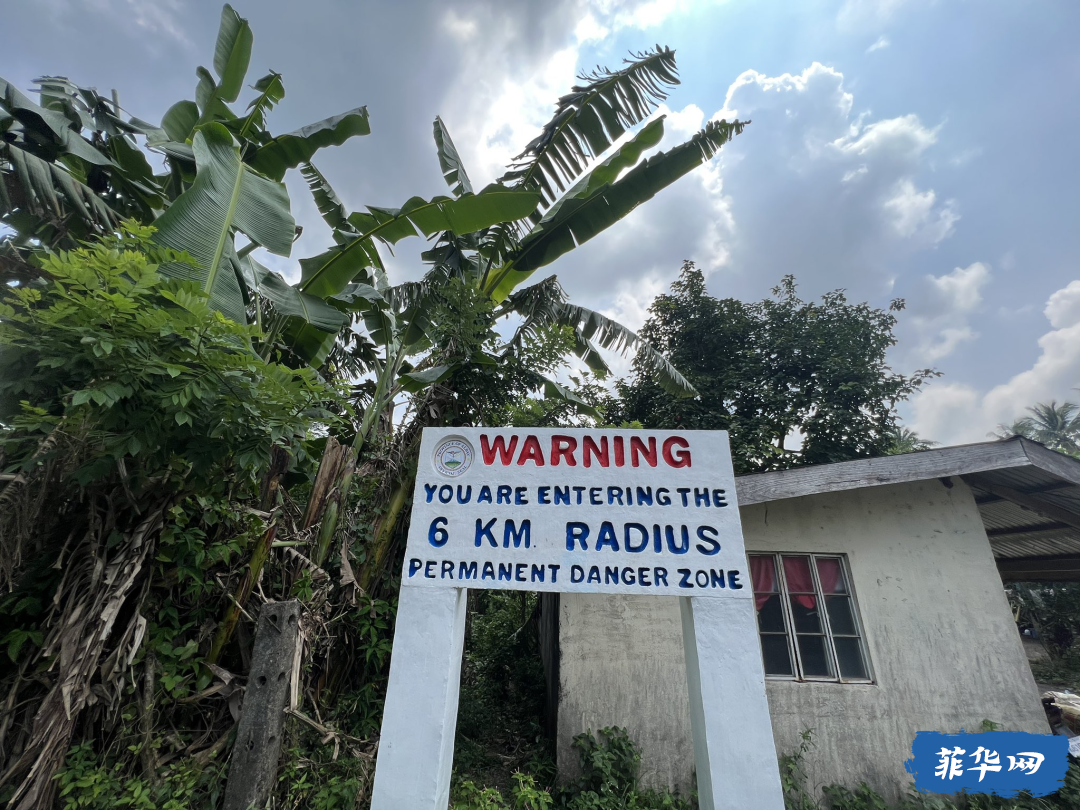 WARNING
YOU ARE ENTERING THE
6 KM. RADIUS
PERMANENT DANGER ZONE
菲华网